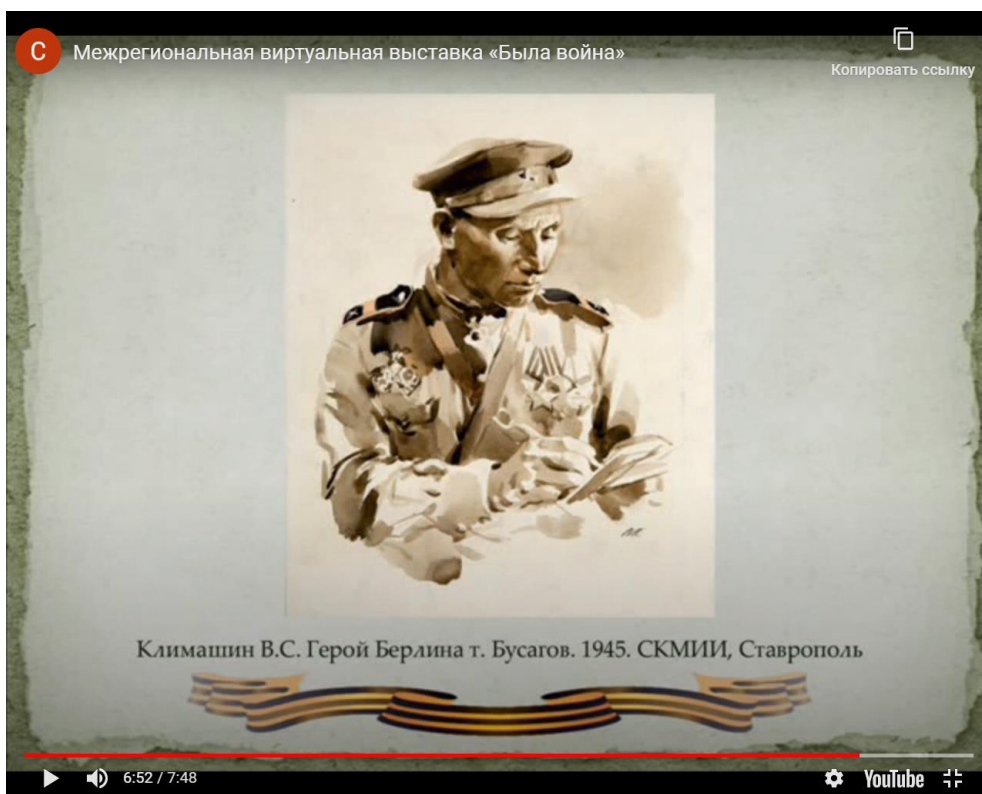 С
Межрегиональная виртуальная выставка «Была война»
Копировать ссылку
Климашин В.С. Герой Берлина т. Бусагов. 1945. СКМИИ, Ставрополь
6:52 / 7:48
YouTube